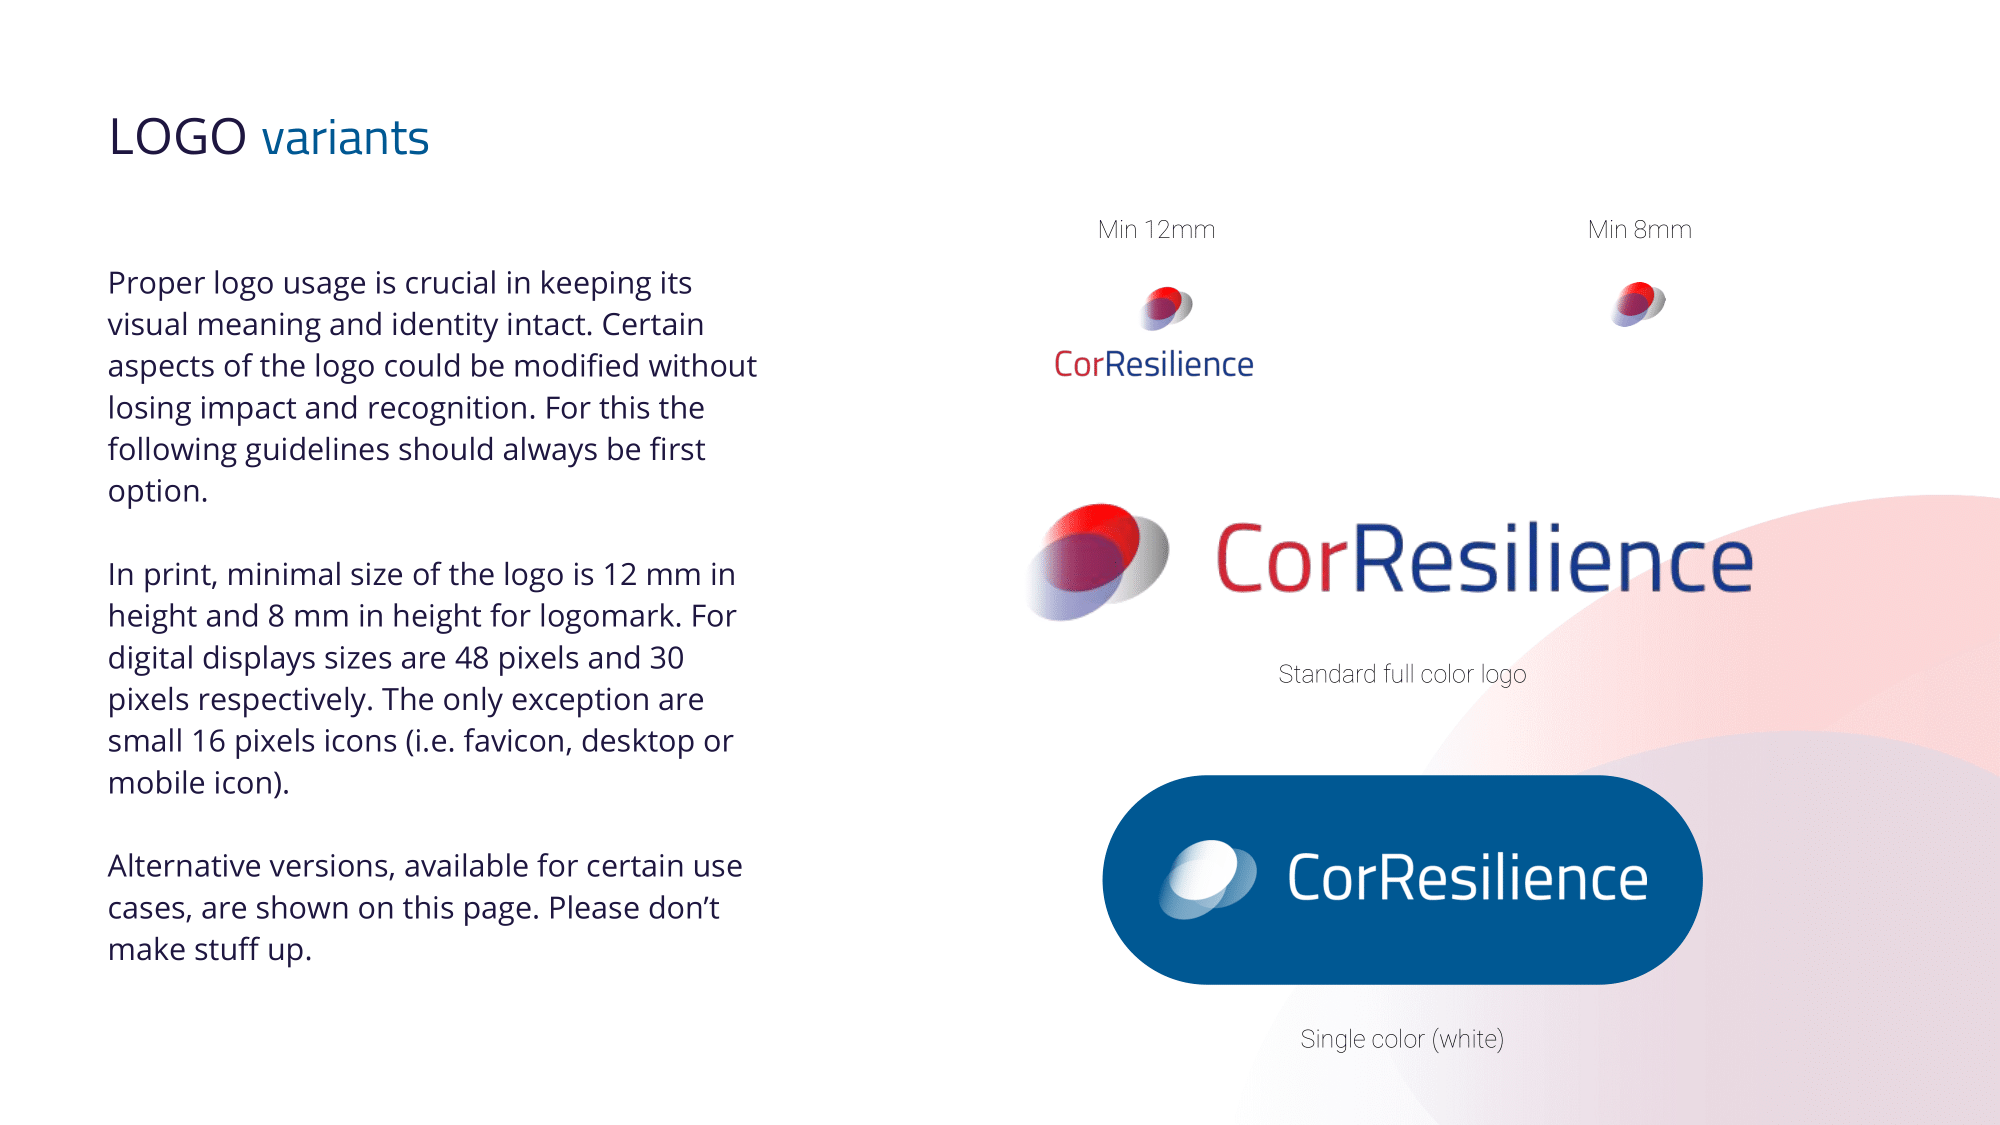 LOGO variants
Proper logo usage is crucial in keeping its
visual meaning and identity intact. Certain
aspects of the logo could be modified without
losing impact and recognition. For this the
following guidelines should always be first
option.
In print, minimal size of the logo is 12 mm in
height and 8 mm in height for logomark. For
digital displays sizes are 48 pixels and 30
pixels respectively. The only exception are
small 16 pixels icons (i.e. favicon, desktop or
mobile icon).
Alternative versions, available for certain use
cases, are shown on this page. Please don’t
make stuff up.
Min 12mm
CorResilience
Min 8mm
CorResilience
Standard full color logo
CorResilience
Single color (white)